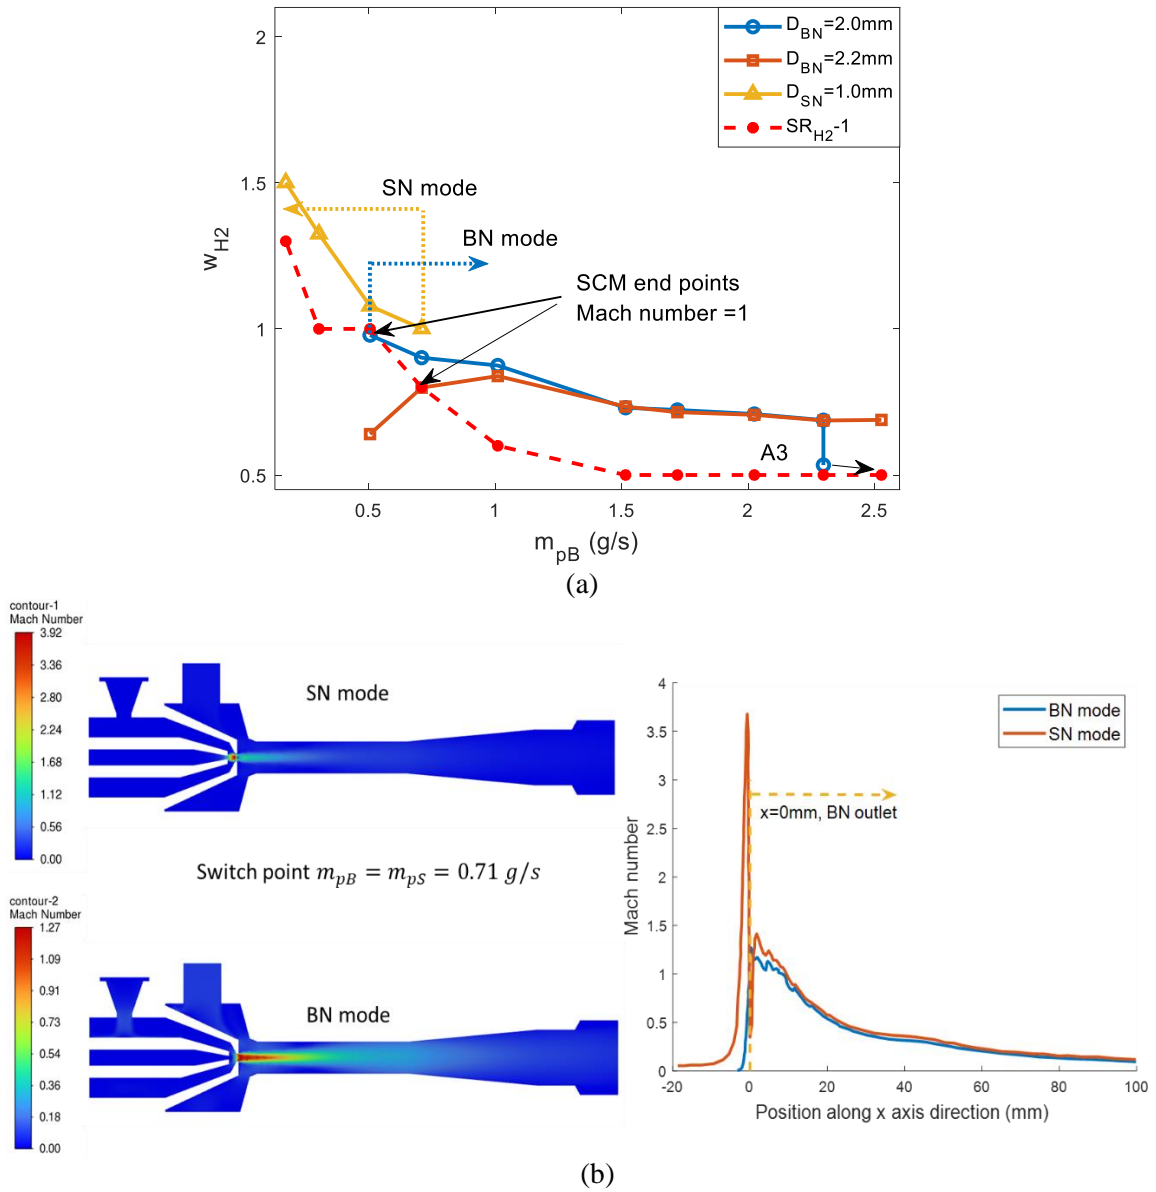 D_BN=2.0mm
D_BN=2.2mm
D_SN=1.0mm
SR_H2-1
2
1.5
1
0.5
w_H2
SN mode
BN mode
SCM end points
Mach number =1
A3
0.5
1
1.5
2
2.5
m_pB (g/s)
(a)
contour-1
Mach Number
3.92
3.36
2.80
2.24
1.68
1.12
0.56
0.00
SN mode
Switch point m_pB = m_pS = 0.71 g/s
contour-2
Mach Number
1.27
1.09
0.91
0.73
0.54
0.36
0.18
0.00
BN mode
4
3.5
3
2.5
2
1.5
1
0.5
0
Mach number
BN mode
SN mode
x=0mm, BN outlet
-20
0
20
40
60
80
100
Position along x axis direction (mm)
(b)